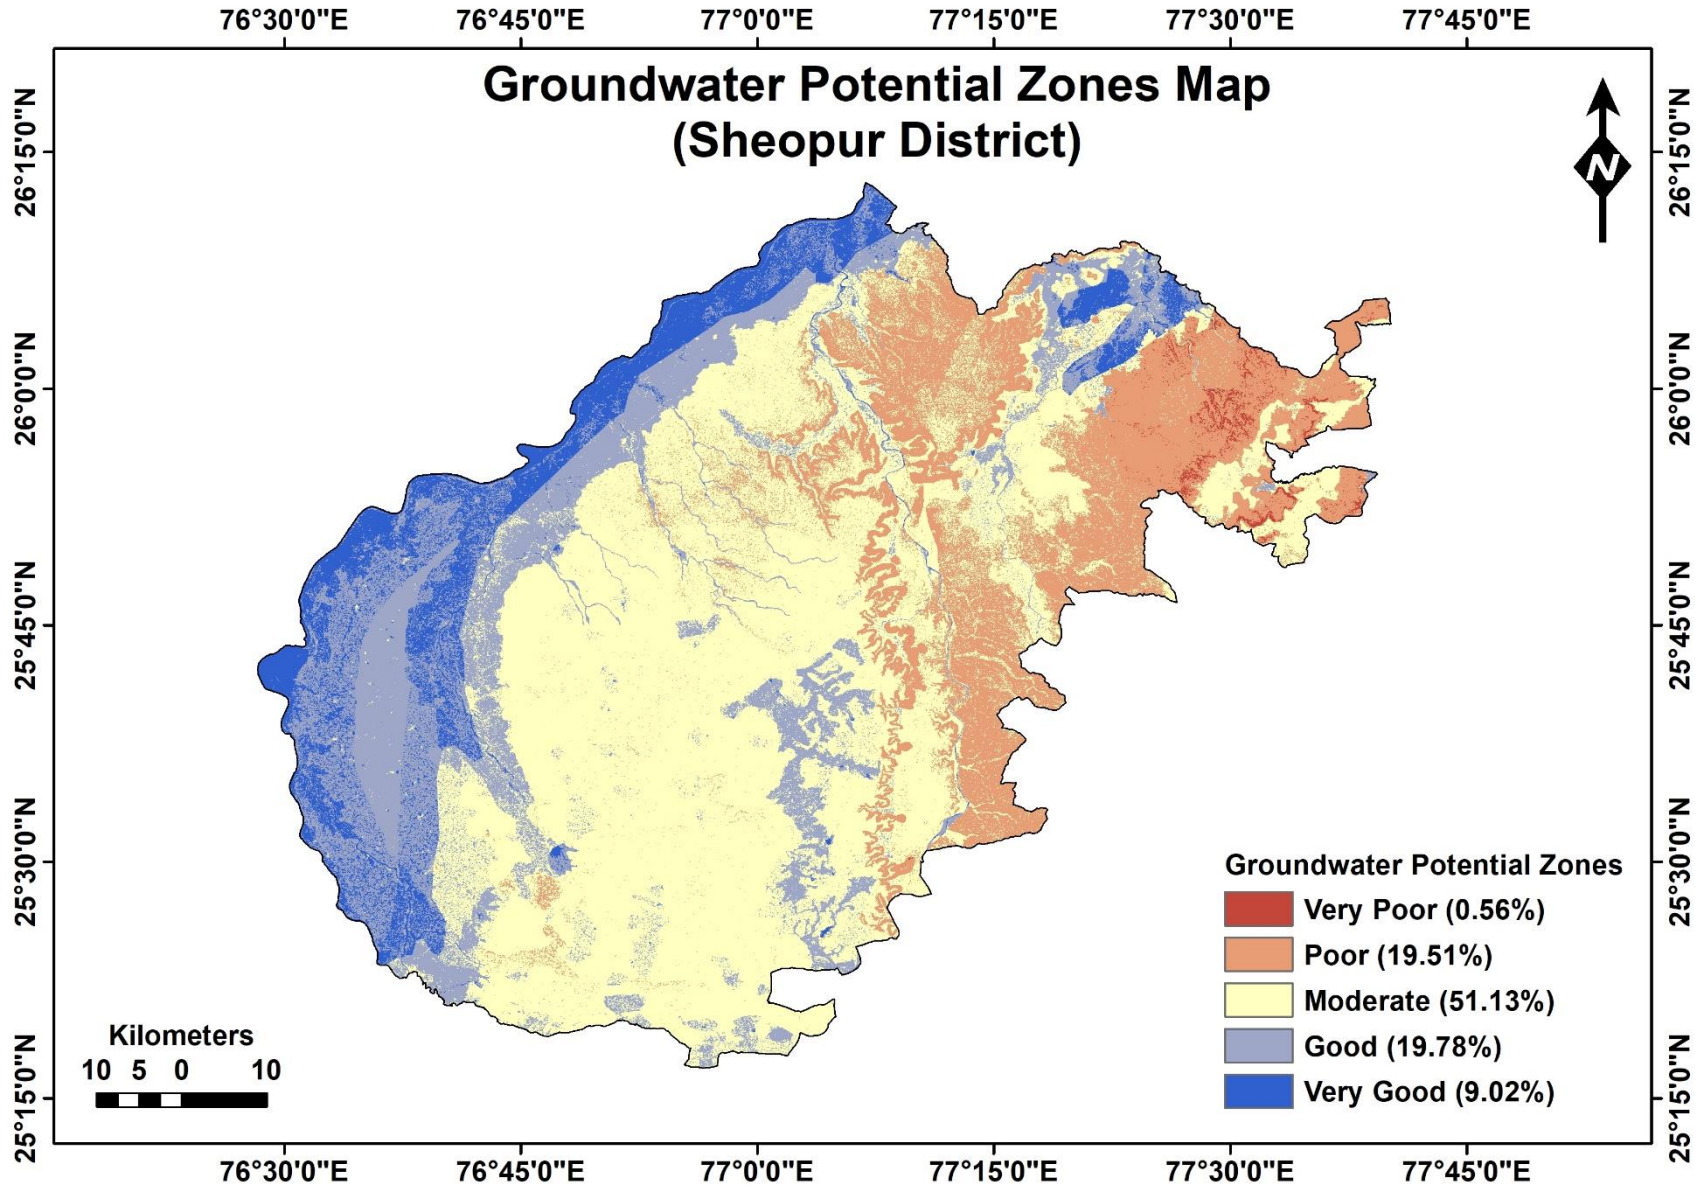 76°30'0"E 76°45'0"E 77°0'0"E 77°15'0"E 77°30'0"E 77°45'0"E
Groundwater Potential Zones Map
(Sheopur District)
N
26°15'0"N 26°15'0"N
26°0'0"N 26°0'0"N
25°45'0"N 25°45'0"N
25°30'0"N 25°30'0"N
25°15'0"N 25°15'0"N
Groundwater Potential Zones
Very Poor (0.56%)
Poor (19.51%)
Moderate (51.13%)
Good (19.78%)
Very Good (9.02%)
Kilometers
10 5 0 10
76°30'0"E 76°45'0"E 77°0'0"E 77°15'0"E 77°30'0"E 77°45'0"E